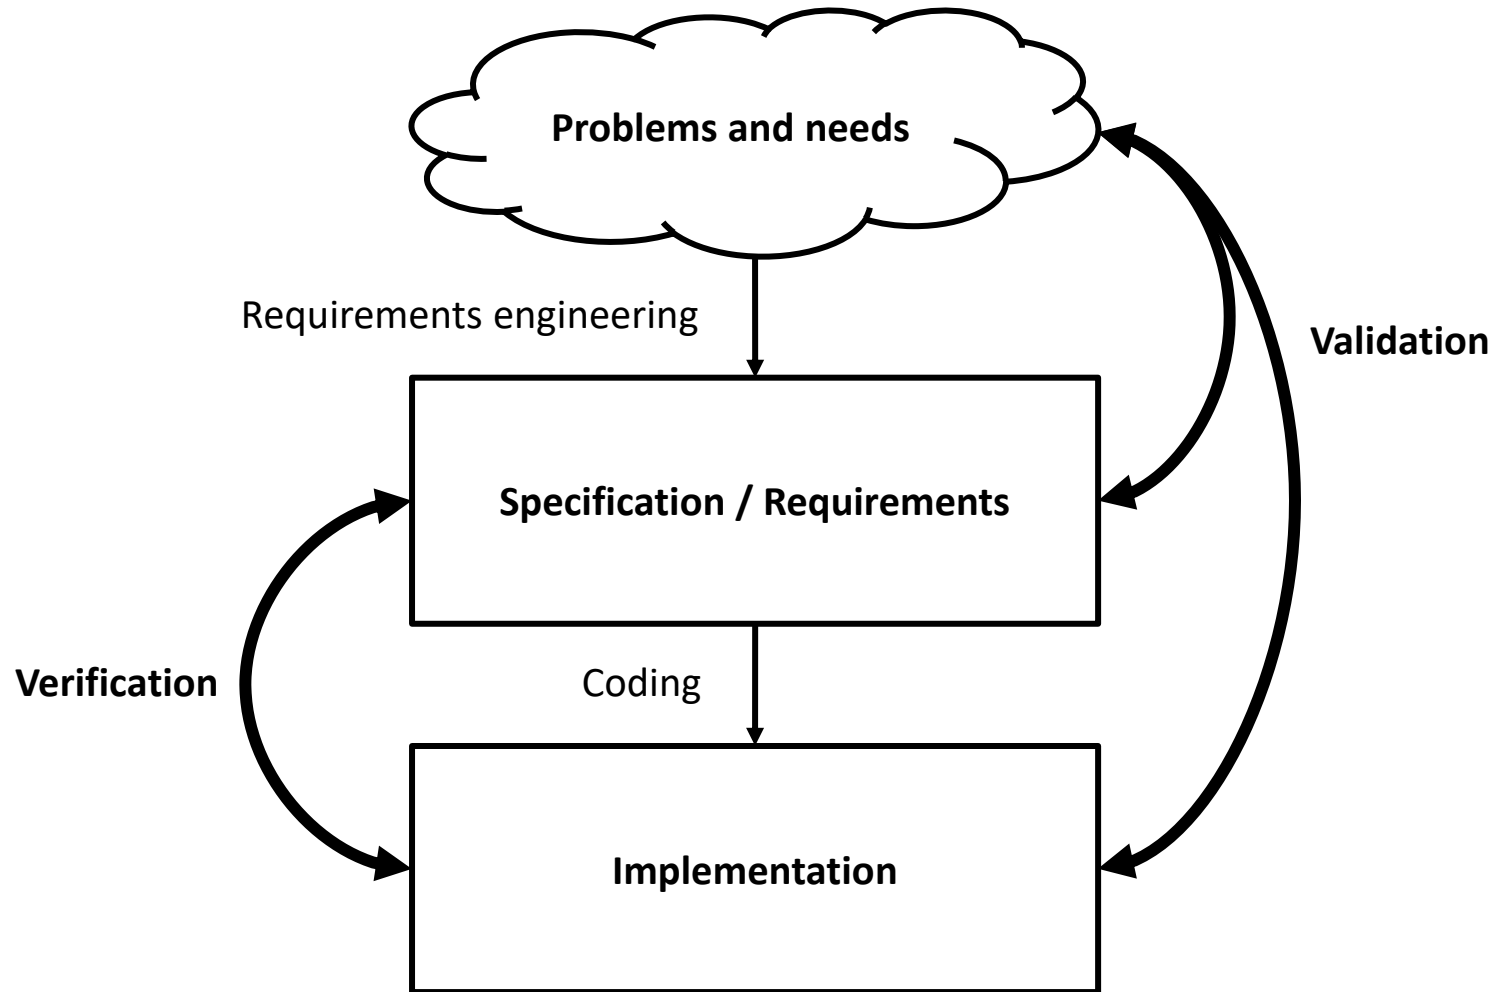 Problems and needs
Requirements engineering
Validation
Specification / Requirements
Verification
Coding
Implementation